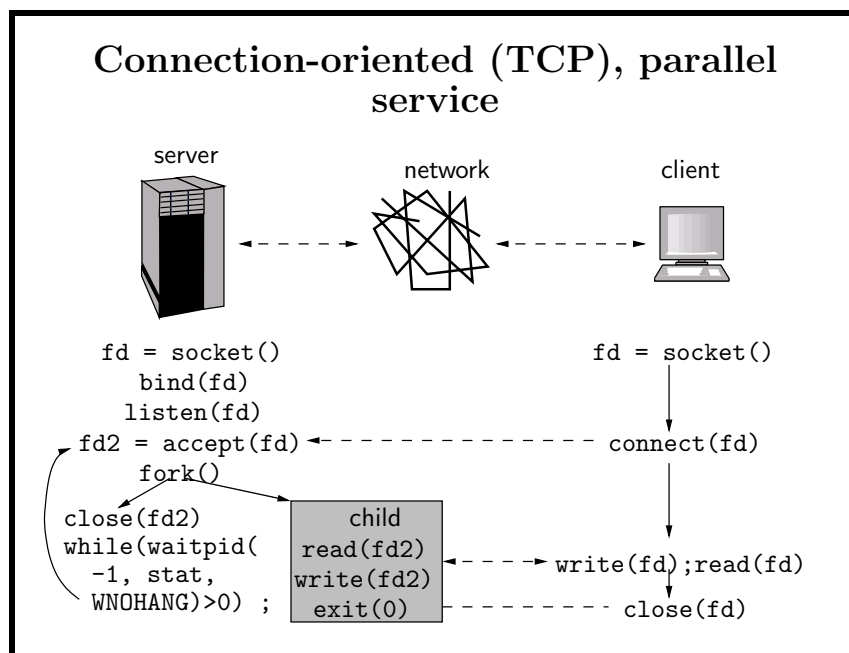 Connection-oriented (TCP), parallel
service
server
network
client
fd = socket()
bind(fd)
listen(fd)
fd2 = accept(fd)
fork()
close(fd2)
while(waitpid(
-1, stat,
WNOHANG)>0) ;
child
read(fd2)
write(fd2)
exit(0)
fd = socket()
connect(fd)
write(fd);read(fd)
close(fd)